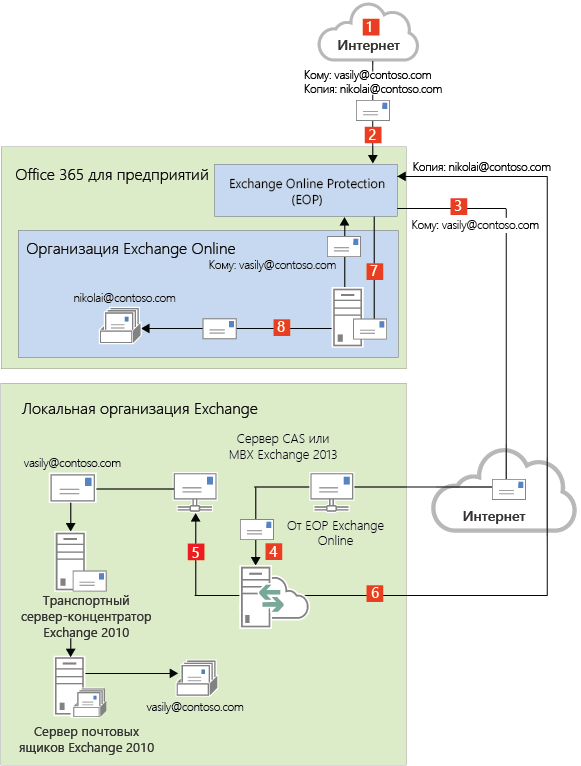 1
Интернет
Кому: vasily@contoso.com
Копия: nikolai@contoso.com
2
Office 365 для предприятий
Exchange Online Protection
(EOP)
Копия: nikolai@contoso.com
3
Кому: vasily@contoso.com
Организация Exchange Online
Кому: vasily@contoso.com
7
nikolai@contoso.com
8
Локальная организация Exchange
Сервер CAS или
MBX Exchange 2013
vasily@contoso.com
От EOP Exchange
Online
Интернет
5
4
6
Транспортный
сервер-концентратор
Exchange 2010
vasily@contoso.com
Сервер почтовых
ящиков Exchange 2010